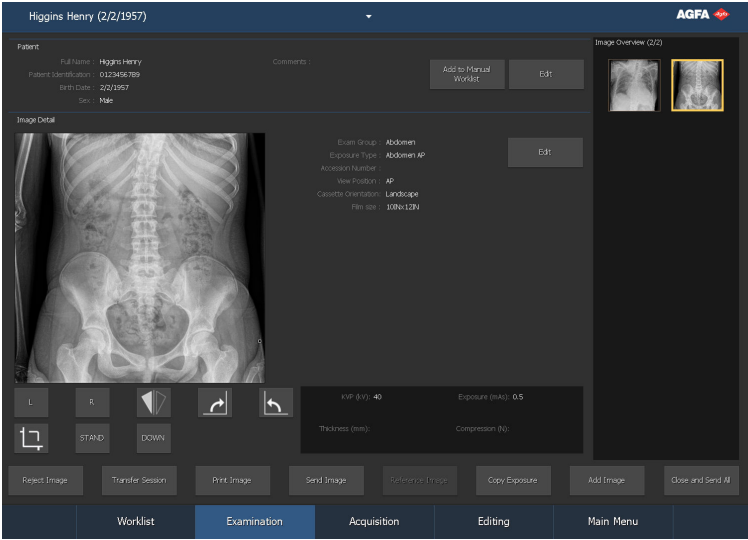 Higgins Henry (2/2/1957)
AGFA
Agfa
Patient
Full Name : Higgins Henry
Comments :
Patient Identification : 0123456789
Birth Date : 2/2/1957
Sex : Male
Add to Manual
Worklist
Edit
Image Overview (2/2)
Image Detail
Exam Group : Abdomen
Exposure Type : Abdomen AP
Accession Number :
View Position : AP
Cassette Orientation: Landscape
Film size : 10INx12IN
Edit
L
R
STAND
DOWN
KVP (kV): 40
Exposure (mAs): 0.5
Thickness (mm):
Compression (N):
Reject Image
Transfer Session
Print Image
Send Image
Reference Image
Copy Exposure
Add Image
Close and Send All
Worklist
Examination
Acquisition
Editing
Main Menu